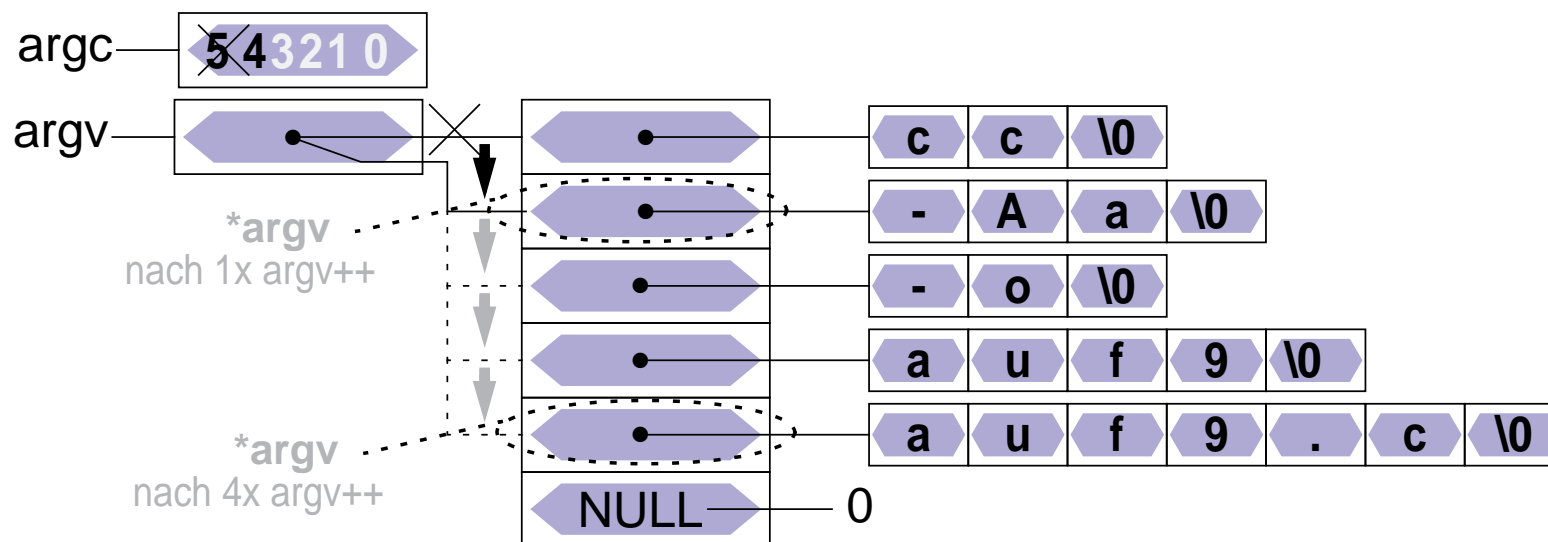 argc 5 4 3 2 1 0
argv c c \0
- A a \0
*argv
nach 1x argv++
- o \0
a u f 9 \0
a u f 9 . c \0
*argv
nach 4x argv++
NULL 0